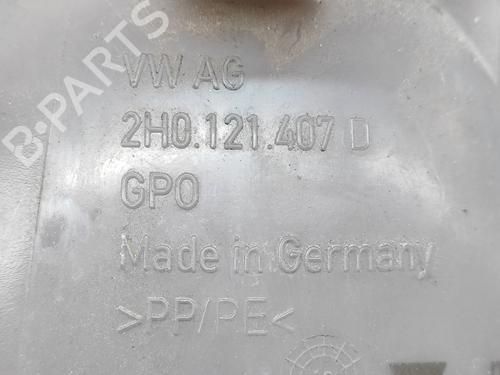 B-PARTS
VW AG
2H0.121.407 D
GPO
Made in Germany
>PP/PE<